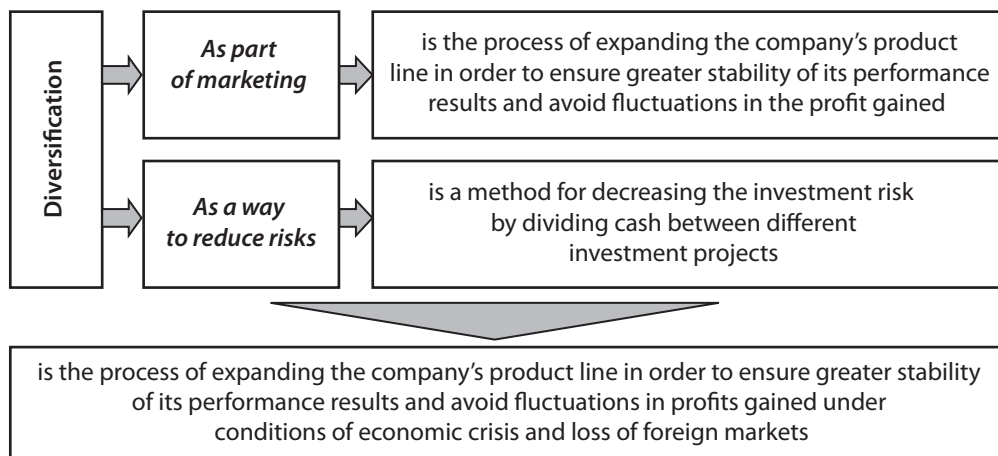 Diversification
As part
of marketing
is the process of expanding the company’s product
line in order to ensure greater stability of its performance
results and avoid fluctuations in the profit gained
As a way
to reduce risks
is a method for decreasing the investment risk
by dividing cash between different
investment projects
is the process of expanding the company’s product line in order to ensure greater stability
of its performance results and avoid fluctuations in profits gained under
conditions of economic crisis and loss of foreign markets